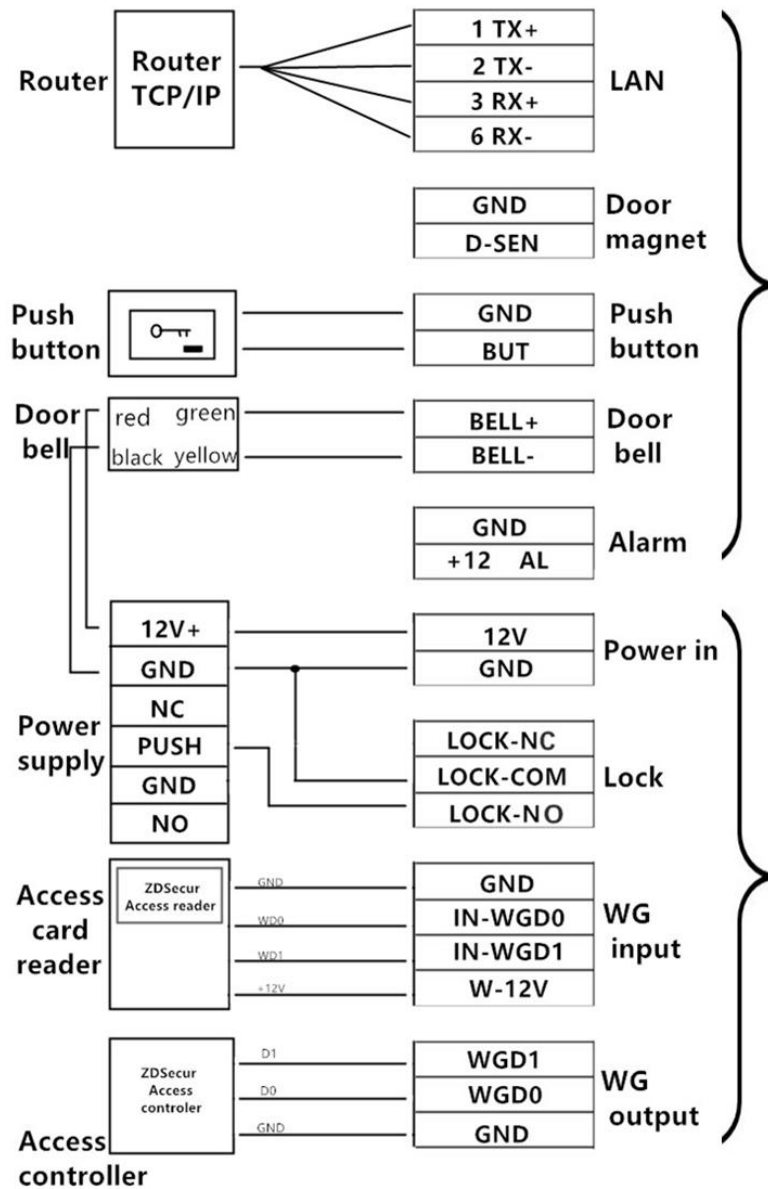 Router
Router
TCP/IP
1 TX+
2 TX-
3 RX+
6 RX-
LAN
GND
D-SEN
Door
magnet
Push
button
GND
BUT
Push
button
Door
bell
red green
black yellow
BELL+
BELL-
Door
bell
GND
+12 AL
Alarm
Power
supply
12V+
GND
NC
PUSH
GND
NO
12V
GND
Power in
LOCK-NC
LOCK-COM
LOCK-NO
Lock
Access
card
reader
ZDSecur
Access reader
GND
WD0
WD1
+12V
GND
IN-WGD0
IN-WGD1
W-12V
WG
input
Access
controller
ZDSecur
Access
controler
D1
D0
GND
WGD1
WGD0
GND
WG
output